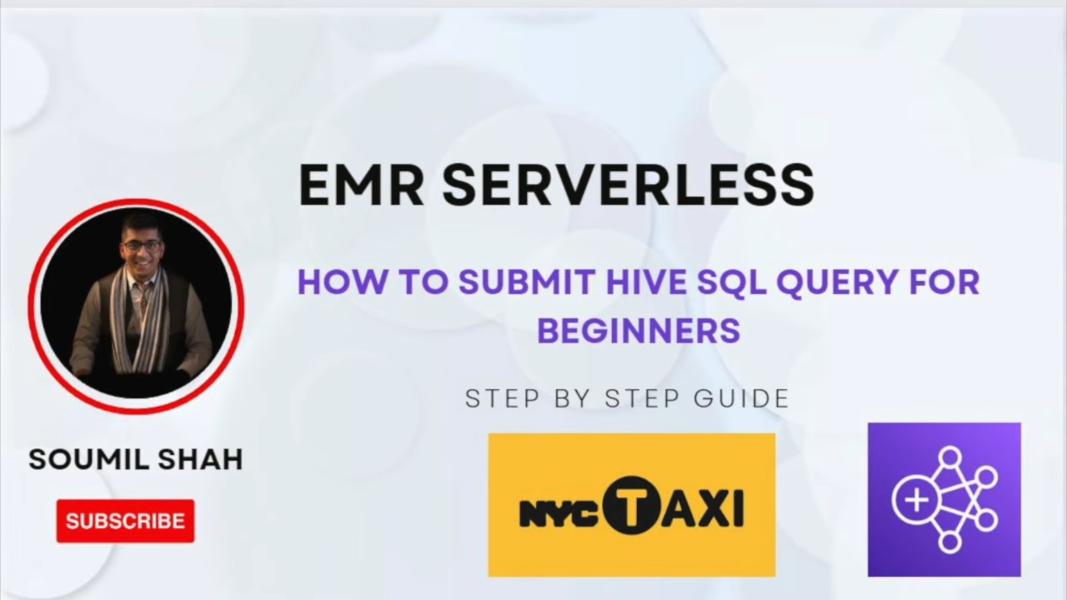 EMR SERVERLESS
HOW TO SUBMIT HIVE SQL QUERY FOR
BEGINNERS
STEP BY STEP GUIDE
SOUMIL SHAH
SUBSCRIBE
NYC TAXI